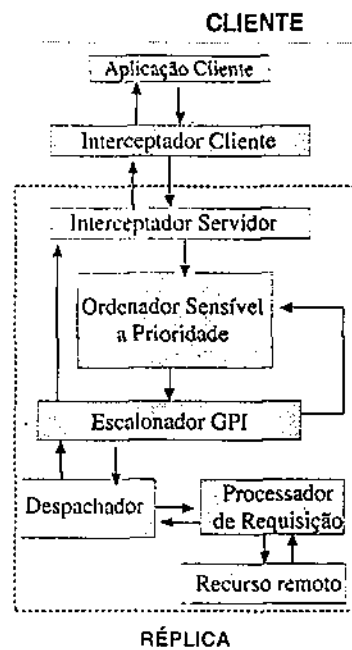 CLIENTE
Aplicação Cliente
Interceptador Cliente
Interceptador Servidor
Ordenador Sensível
a Prioridade
Escalonador GPI
Despachador
Processador
de Requisição
Recurso remoto
RÉPLICA